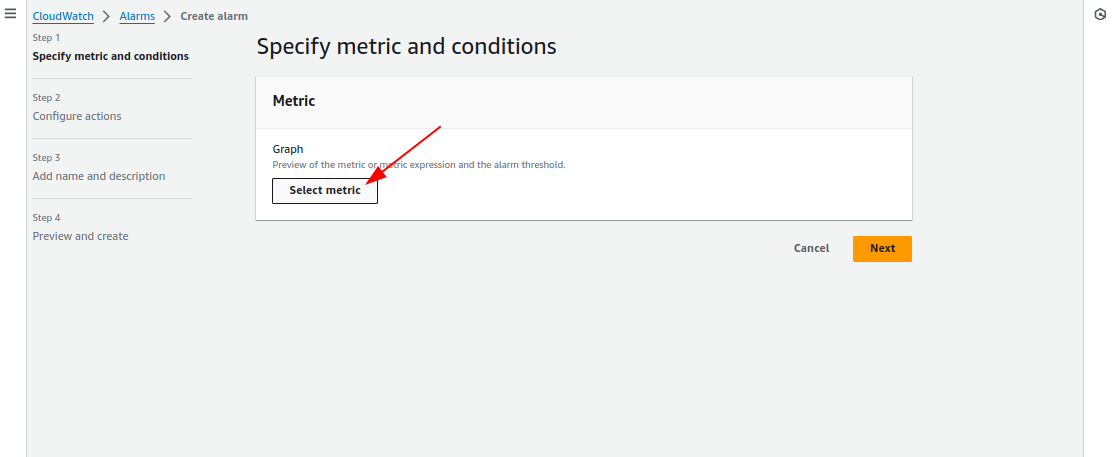 CloudWatch > Alarms > Create alarm
Step 1
Specify metric and conditions
Step 2
Configure actions
Step 3
Add name and description
Step 4
Preview and create
Specify metric and conditions
Metric
Graph
Preview of the metric or metric expression and the alarm threshold.
Select metric
Cancel
Next